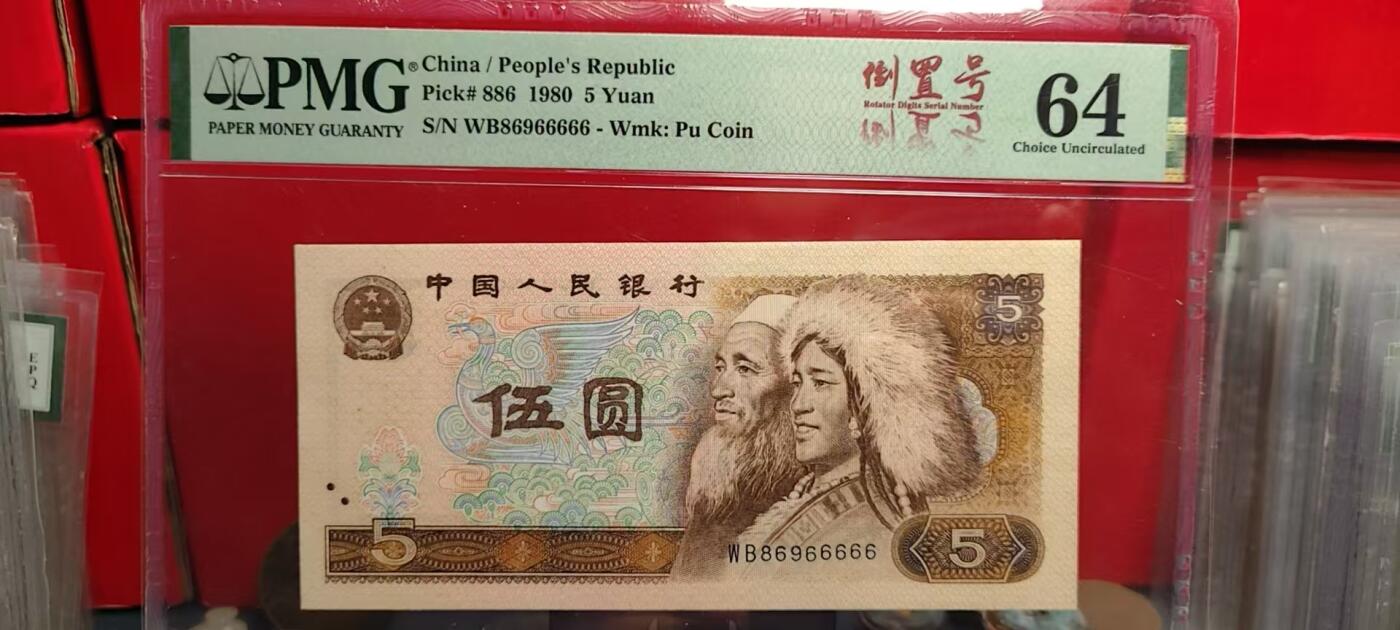 PMG® China / People's Republic
Pick# 886 1980 5 Yuan
PAPER MONEY GUARANTY S/N WB86966666 - Wmk: Pu Coin
倒置号
Rotator Digits Serial Number
64
Choice Uncirculated
中国人民银行
5
伍圆
5
WB86966666
5
E
P
Q